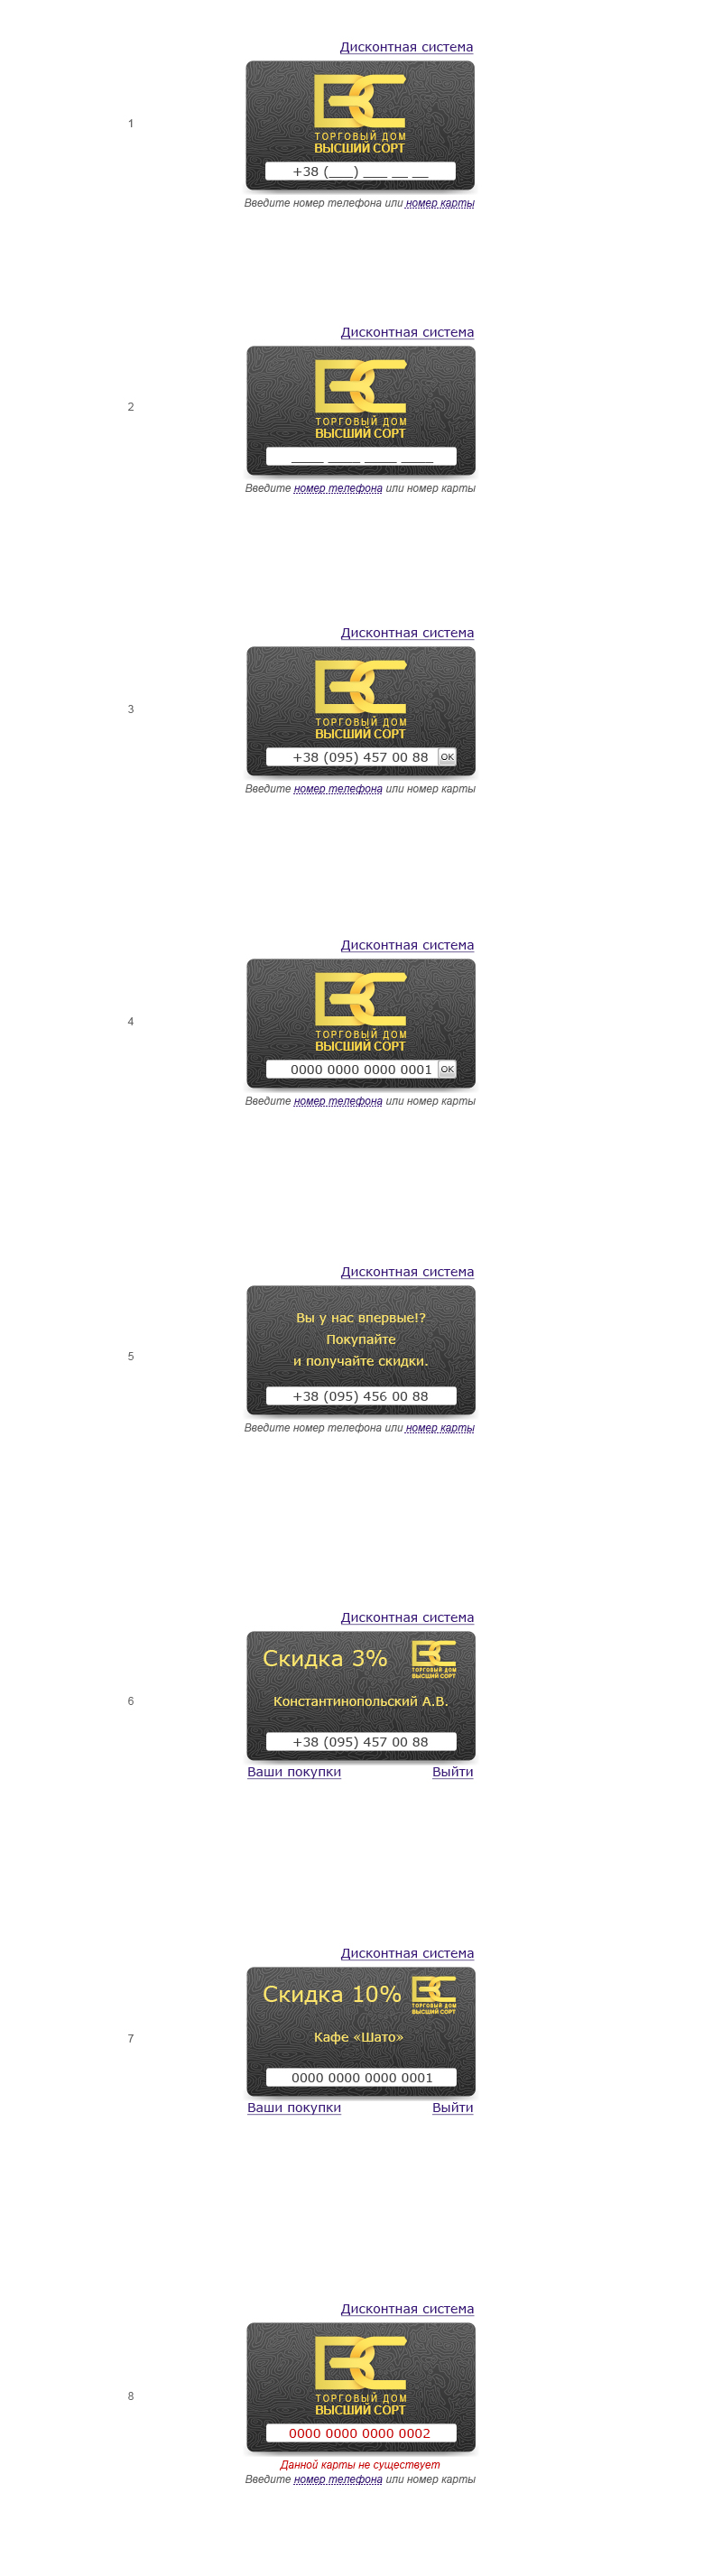 Дисконтная система
1
ТОРГОВЫЙ ДОМ
ВЫСШИЙ СОРТ
+38 (___) ___ __ __
Введите номер телефона или номер карты
Дисконтная система
2
ТОРГОВЫЙ ДОМ
ВЫСШИЙ СОРТ
____ ____ ____ ____
Введите номер телефона или номер карты
Дисконтная система
3
ТОРГОВЫЙ ДОМ
ВЫСШИЙ СОРТ
+38 (095) 457 00 88 OK
Введите номер телефона или номер карты
Дисконтная система
4
ТОРГОВЫЙ ДОМ
ВЫСШИЙ СОРТ
0000 0000 0000 0001 OK
Введите номер телефона или номер карты
Дисконтная система
Вы у нас впервые!?
Покупайте
5
и получайте скидки.
+38 (095) 456 00 88
Введите номер телефона или номер карты
Дисконтная система
Скидка 3%
ТОРГОВЫЙ ДОМ
ВЫСШИЙ СОРТ
6
Константинопольский А.В.
+38 (095) 457 00 88
Ваши покупки Выйти
Дисконтная система
Скидка 10%
ТОРГОВЫЙ ДОМ
ВЫСШИЙ СОРТ
7
Кафе «Шато»
0000 0000 0000 0001
Ваши покупки Выйти
Дисконтная система
8
ТОРГОВЫЙ ДОМ
ВЫСШИЙ СОРТ
0000 0000 0000 0002
Данной карты не существует
Введите номер телефона или номер карты